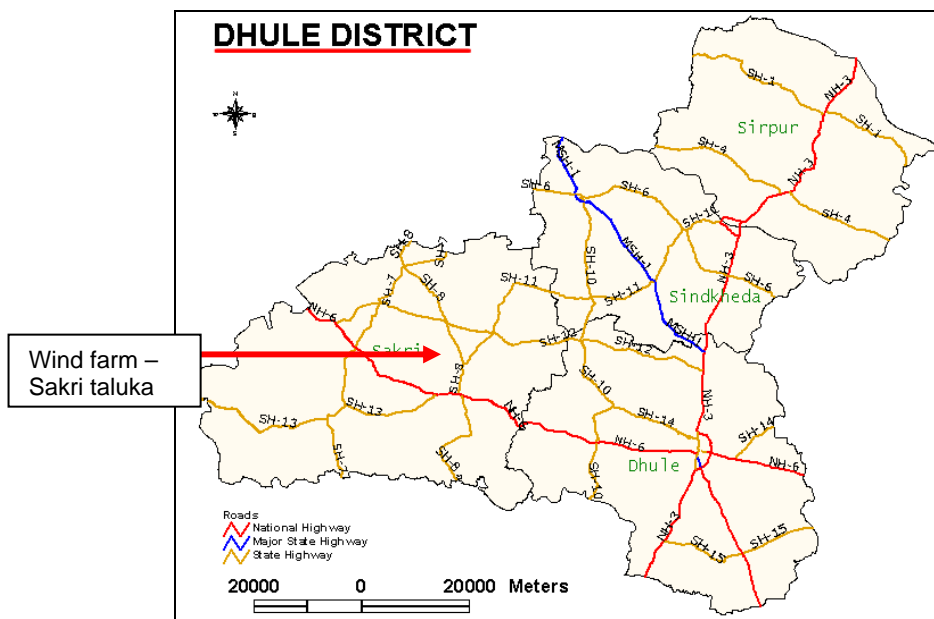 DHULE DISTRICT
SH-1
NH-3
SH-1
Sirpur
SH-4
NH-3
MSH-1
SH-6
SH-6
SH-4
SH-8
SH-7
SH-7
SH-8
SH-11
SH-10
MSH-1
NH-3
SH-6
SH-11
Sindkheda
NH-6
Wind farm –
Sakri taluka
Sakri
SH-12
SH-12
SH-8
SH-10
NH-3
SH-13
SH-13
NH-6
SH-14
SH-14
NH-6
Dhule
NH-6
SH-8
SH-10
NH-3
SH-15
SH-15
Roads
National Highway
Major State Highway
State Highway
20000 0 20000 Meters